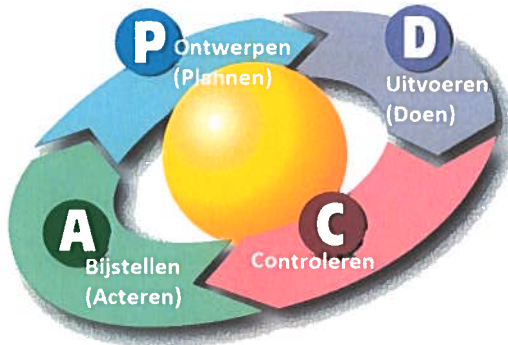 P
Ontwerpen
(Plannen)
D
Uitvoeren
(Doen)
C
Controleren
A
Bijstellen
(Acteren)